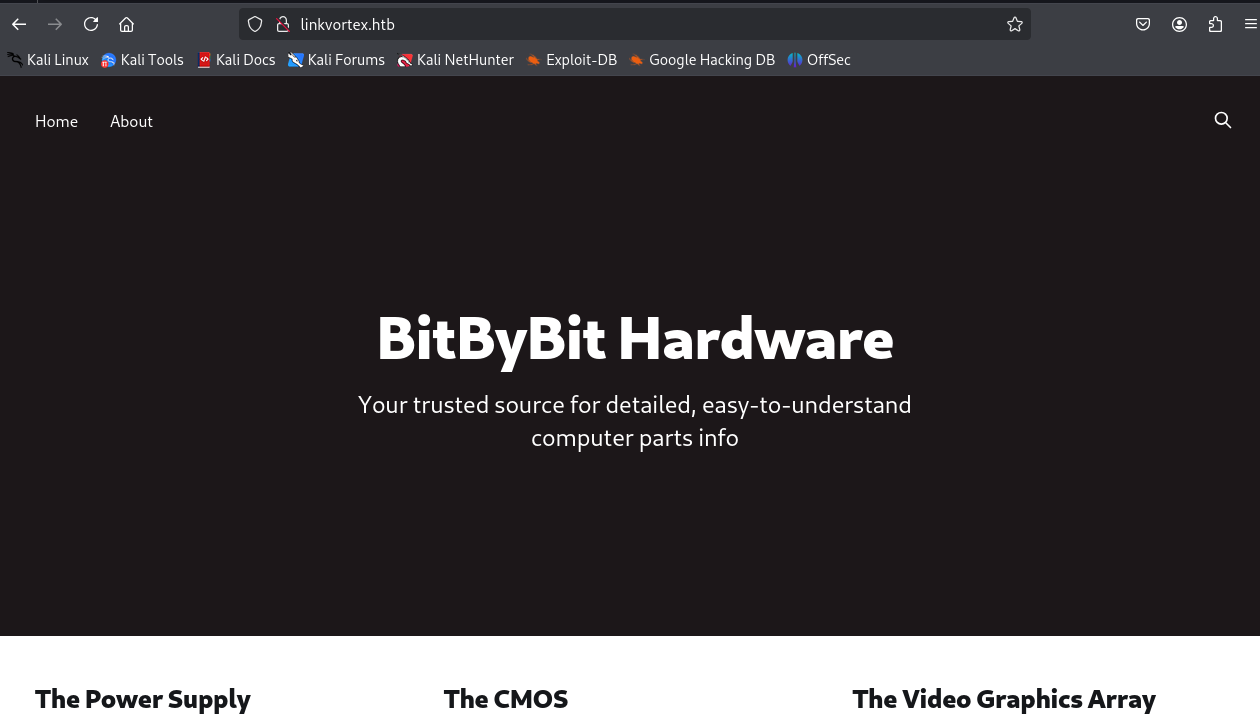 linkvortex.htb
Kali Linux Kali Tools Kali Docs Kali Forums Kali NetHunter Exploit-DB Google Hacking DB OffSec
Home About
BitByBit Hardware
Your trusted source for detailed, easy-to-understand
computer parts info
The Power Supply The CMOS The Video Graphics Array